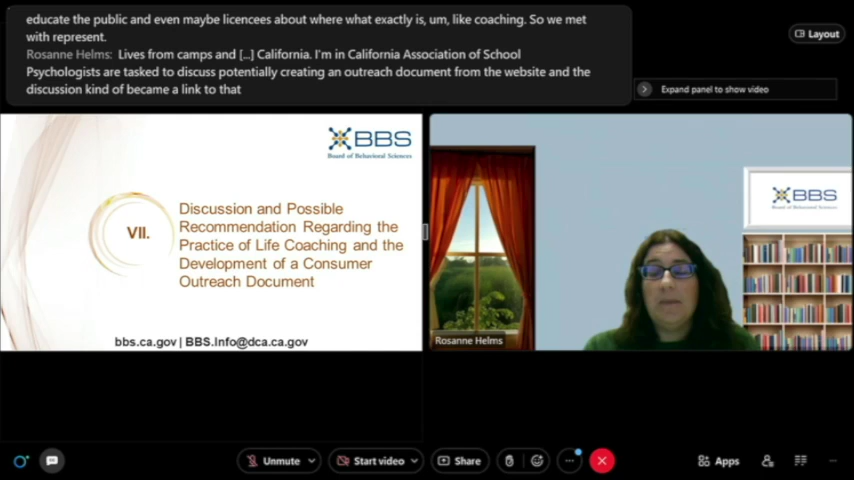 educate the public and even maybe licencees about where what exactly is, um, like coaching. So we met
with represent.
Rosanne Helms: Lives from camps and [...] California. I'm in California Association of School
Psychologists are tasked to discuss potentially creating an outreach document from the website and the
discussion kind of became a link to that
Layout
Expand panel to show video
BBS
Board of Behavioral Sciences
VII.
Discussion and Possible
Recommendation Regarding the
Practice of Life Coaching and the
Development of a Consumer
Outreach Document
bbs.ca.gov | BBS.Info@dca.ca.gov
BBS
Board of Behavioral Sciences
Rosanne Helms
Unmute
Start video
Share
Apps